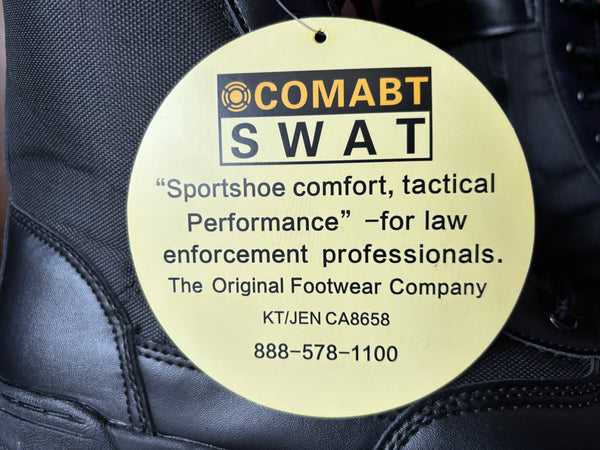 COMABT
SWAT
“Sportshoe comfort, tactical
Performance” -for law
enforcement professionals.
The Original Footwear Company
KT/JEN CA8658
888-578-1100